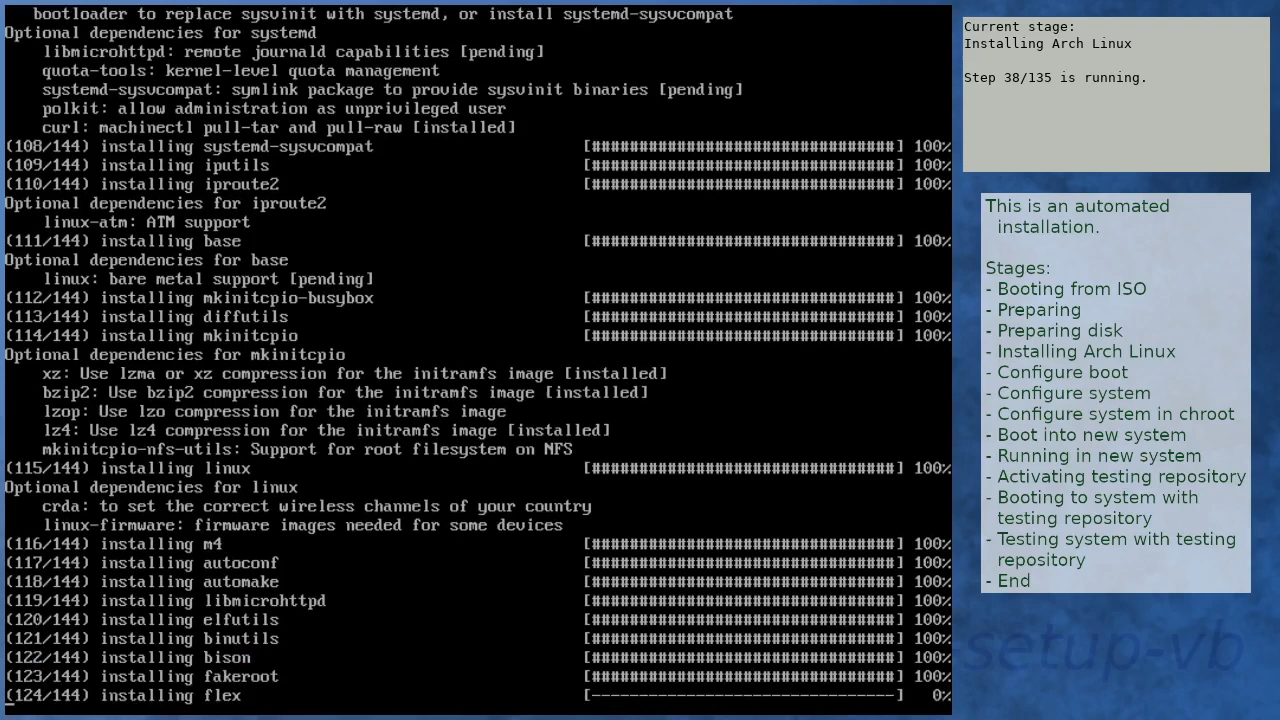 bootloader to replace sysvinit with systemd, or install systemd-sysvcompat
Optional dependencies for systemd
libmicrohttpd: remote journald capabilities [pending]
quota-tools: kernel-level quota management
systemd-sysvcompat: symlink package to provide sysvinit binaries [pending]
polkit: allow administration as unprivileged user
curl: machinectl pull-tar and pull-raw [installed]
(108/144) installing systemd-sysvcompat [################################] 100%
(109/144) installing iputils [################################] 100%
(110/144) installing iproute2 [################################] 100%
Optional dependencies for iproute2
linux-atm: ATM support
(111/144) installing base [################################] 100%
Optional dependencies for base
linux: bare metal support [pending]
(112/144) installing mkinitcpio-busybox [################################] 100%
(113/144) installing diffutils [################################] 100%
(114/144) installing mkinitcpio [################################] 100%
Optional dependencies for mkinitcpio
xz: Use lzma or xz compression for the initramfs image [installed]
bzip2: Use bzip2 compression for the initramfs image [installed]
lzop: Use lzo compression for the initramfs image
lz4: Use lz4 compression for the initramfs image [installed]
mkinitcpio-nfs-utils: Support for root filesystem on NFS
(115/144) installing linux [################################] 100%
Optional dependencies for linux
crda: to set the correct wireless channels of your country
linux-firmware: firmware images needed for some devices
(116/144) installing m4 [################################] 100%
(117/144) installing autoconf [################################] 100%
(118/144) installing automake [################################] 100%
(119/144) installing libmicrohttpd [################################] 100%
(120/144) installing elfutils [################################] 100%
(121/144) installing binutils [################################] 100%
(122/144) installing bison [################################] 100%
(123/144) installing fakeroot [################################] 100%
(124/144) installing flex [--------------------------------] 0%
Current stage:
Installing Arch Linux
Step 38/135 is running.
This is an automated
installation.
Stages:
- Booting from ISO
- Preparing
- Preparing disk
- Installing Arch Linux
- Configure boot
- Configure system
- Configure system in chroot
- Boot into new system
- Running in new system
- Activating testing repository
- Booting to system with
testing repository
- Testing system with testing
repository
- End
setup-vb